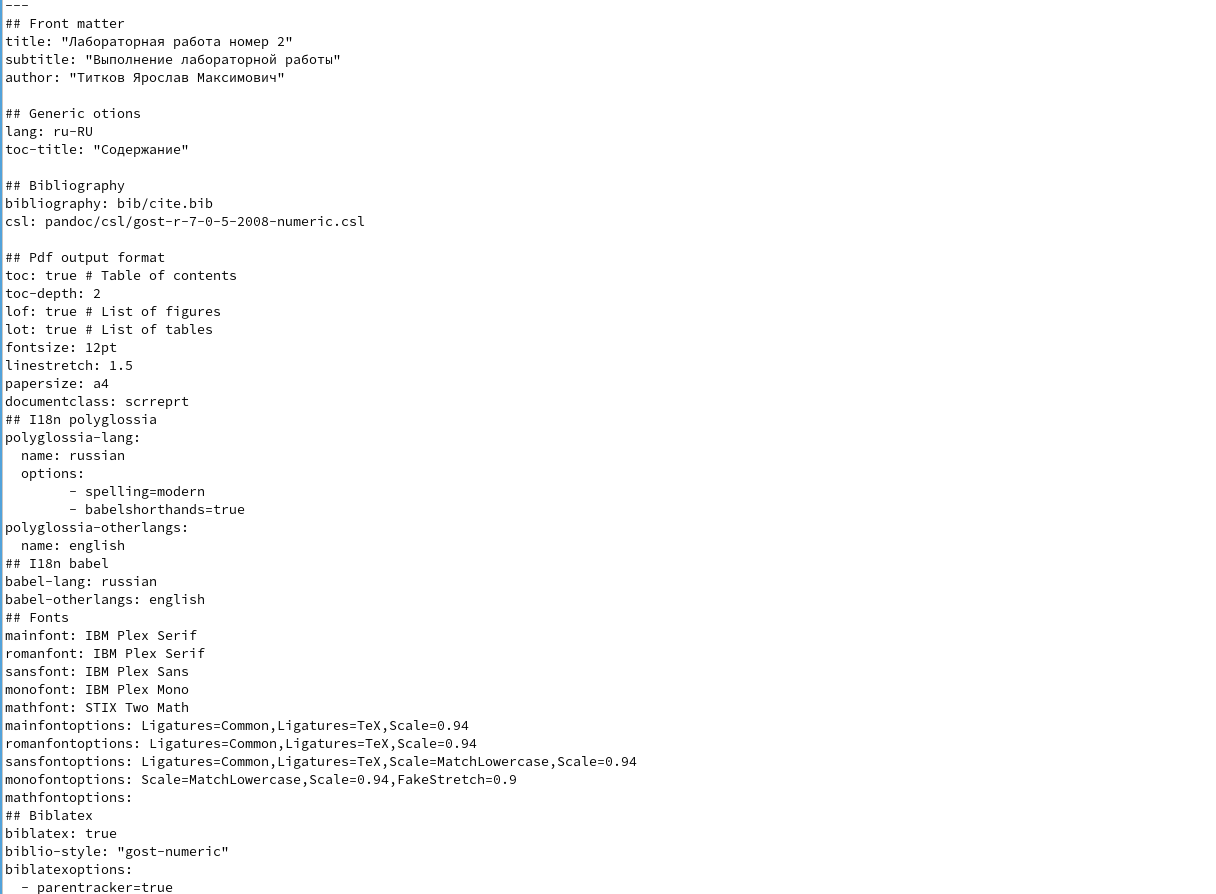 ---
## Front matter
title: "Лабораторная работа номер 2"
subtitle: "Выполнение лабораторной работы"
author: "Титков Ярослав Максимович"

## Generic otions
lang: ru-RU
toc-title: "Содержание"

## Bibliography
bibliography: bib/cite.bib
csl: pandoc/csl/gost-r-7-0-5-2008-numeric.csl

## Pdf output format
toc: true # Table of contents
toc-depth: 2
lof: true # List of figures
lot: true # List of tables
fontsize: 12pt
linestretch: 1.5
papersize: a4
documentclass: scrreprt
## I18n polyglossia
polyglossia-lang:
  name: russian
  options:
        - spelling=modern
        - babelshorthands=true
polyglossia-otherlangs:
  name: english
## I18n babel
babel-lang: russian
babel-otherlangs: english
## Fonts
mainfont: IBM Plex Serif
romanfont: IBM Plex Serif
sansfont: IBM Plex Sans
monofont: IBM Plex Mono
mathfont: STIX Two Math
mainfontoptions: Ligatures=Common,Ligatures=TeX,Scale=0.94
romanfontoptions: Ligatures=Common,Ligatures=TeX,Scale=0.94
sansfontoptions: Ligatures=Common,Ligatures=TeX,Scale=MatchLowercase,Scale=0.94
monofontoptions: Scale=MatchLowercase,Scale=0.94,FakeStretch=0.9
mathfontoptions:
## Biblatex
biblatex: true
biblio-style: "gost-numeric"
biblatexoptions:
  - parentracker=true